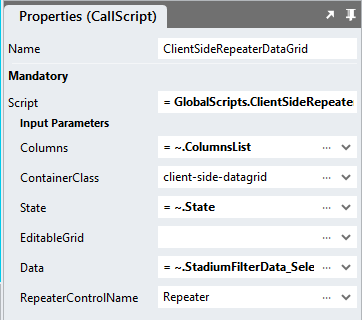 Properties (CallScript)
Name ClientSideRepeaterDataGrid
Mandatory
Script = GlobalScripts.ClientSideRepeate
Input Parameters
Columns = ~.ColumnsList ...
ContainerClass client-side-datagrid ...
State = ~.State ...
EditableGrid ...
Data = ~.StadiumFilterData_Sele ...
RepeaterControlName Repeater ...